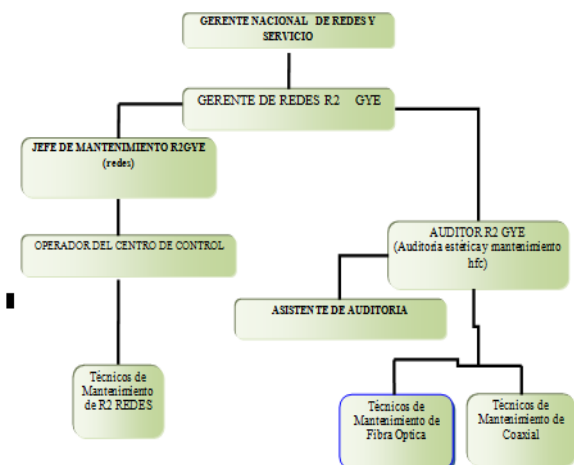 GERENTE NACIONAL DE REDES Y
SERVICIO
GERENTE DE REDES R2 GYE
JEFE DE MANTENIMIENTO R2GYE
(redes)
OPERADOR DEL CENTRO DE CONTROL
AUDITOR R2 GYE
(Auditoria estética y mantenimiento
hfc)
ASISTENTE DE AUDITORIA
Técnicos de
Mantenimiento
de R2 REDES
Técnicos de
Mantenimiento de
Fibra Optica
Técnicos de
Mantenimiento de
Coaxial